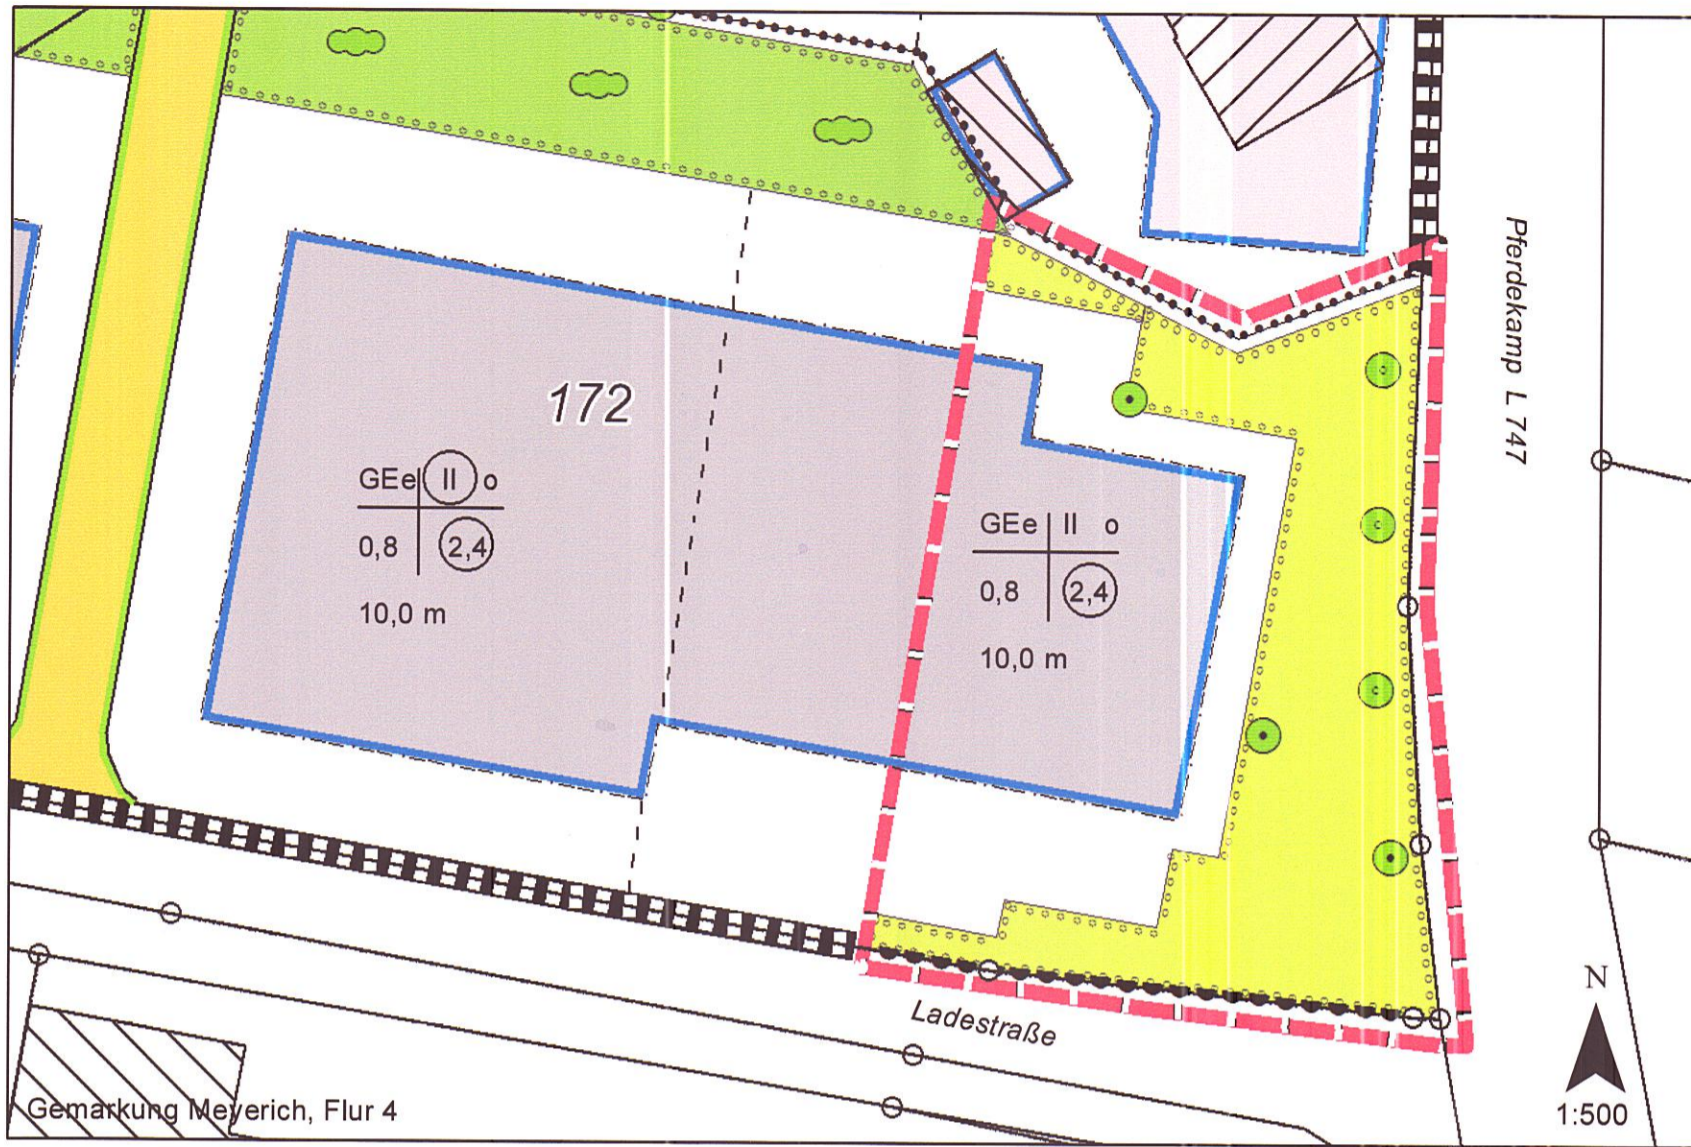 Pferdekamp L 747
172
GEe II o
0,8 2,4
10,0 m
GEe II o
0,8 2,4
10,0 m
Ladestraße
N
1:500
Gemarkung Meyerich, Flur 4